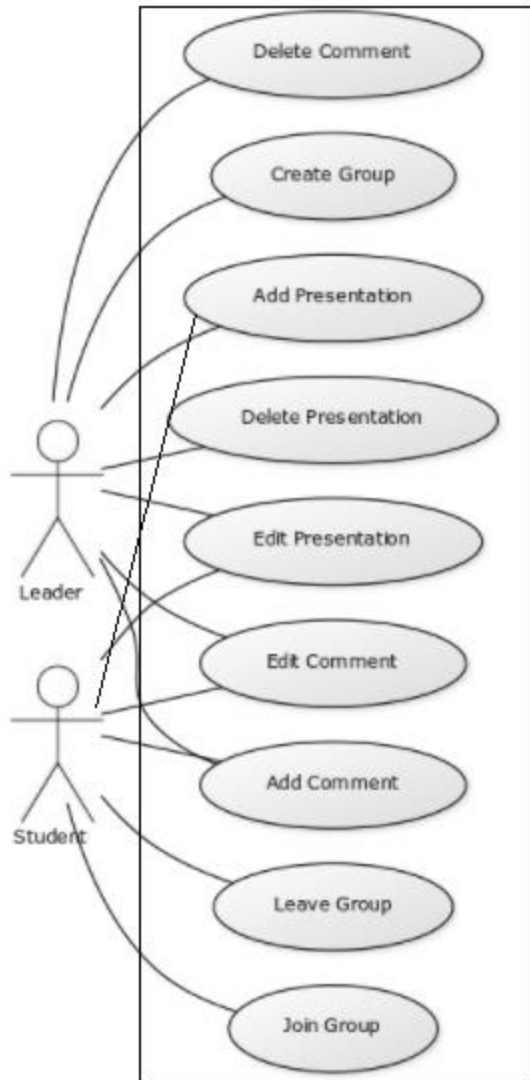 Delete Comment
Create Group
Add Presentation
Delete Presentation
Edit Presentation
Leader
Edit Comment
Add Comment
Student
Leave Group
Join Group